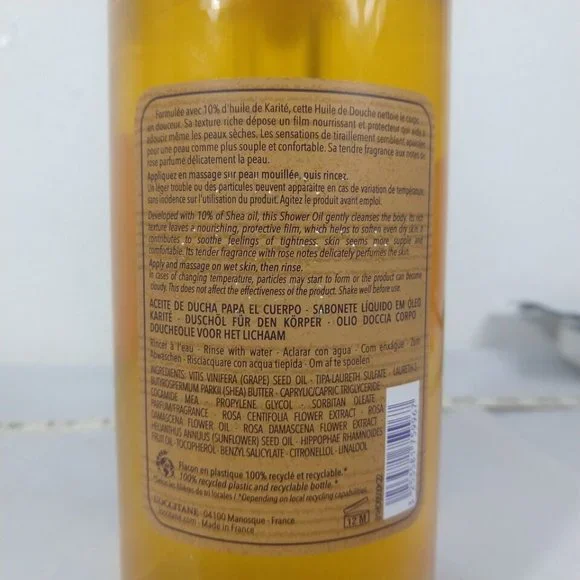 Formulée avec 10% d'huile de Karité, cette Huile de Douche nettoie le corps
en douceur. Sa texture riche dépose un film nourrissant et protecteur qui aide à
assouplir même les peaux sèches. Les sensations de tiraillement semblent apaisées
pour une peau comme plus souple et confortable. Sa tendre fragrance aux notes de
rose parfume délicatement la peau.
Appliquez en massage sur peau mouillée, puis rincez.
Un léger trouble ou des particules peuvent apparaître en cas de variation de température,
sans incidence sur l'utilisation du produit. Agitez le produit avant emploi.
Developed with 10% of Shea oil, this Shower Oil gently cleanses the body. Its rich
texture leaves a nourishing, protective film, which helps to soften even dry skin. It
contributes to soothe feelings of tightness, skin seems more supple and
comfortable. Its tender fragrance with rose notes delicately perfumes the skin.
Apply and massage on wet skin, then rinse.
In cases of changing temperature, particles may start to form or the product can become
cloudy. This does not affect the effectiveness of the product. Shake well before use.
ACEITE DE DUCHA PAPA EL CUERPO - SABONETE LÍQUIDO EM ÓLEO
KARITÉ - DUSCHÖL FÜR DEN KÖRPER - OLIO DOCCIA CORPO
DOUCHEOLIE VOOR HET LICHAAM
Rincer à l'eau - Rinse with water - Aclarar con agua - Com enxágue - Zum
Abwaschen - Risciacquare con acqua tiepida - Om af te spoelen
INGREDIENTS: VITIS VINIFERA (GRAPE) SEED OIL - TIPA-LAURETH SULFATE - LAURETH-3
BUTYROSPERMUM PARKII (SHEA) BUTTER - CAPRYLIC/CAPRIC TRIGLYCERIDE
COCAMIDE MEA - PROPYLENE GLYCOL - SORBITAN OLEATE
PARFUM/FRAGRANCE - ROSA CENTIFOLIA FLOWER EXTRACT - ROSA
DAMASCENA FLOWER OIL - ROSA DAMASCENA FLOWER EXTRACT
HELIANTHUS ANNUUS (SUNFLOWER) SEED OIL - HIPPOPHAE RHAMNOIDES
FRUIT OIL - TOCOPHEROL - BENZYL SALICYLATE - CITRONELLOL - LINALOOL
Flacon en plastique 100% recyclé et recyclable.*
100% recycled plastic and recyclable bottle.*
de tri locales / *Depending on local recycling capabilities.
L'OCCITANE 04100 Manosque - France
loccitane.com - Made in France
12 M